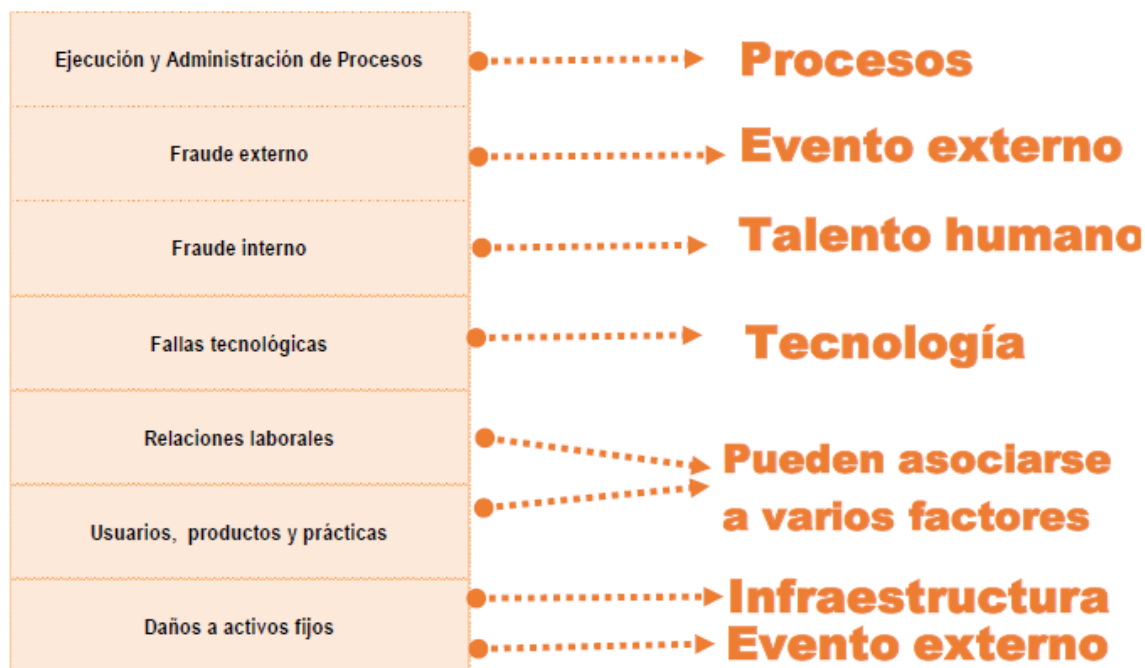 Ejecución y Administración de Procesos
Procesos
Fraude externo
Evento externo
Fraude interno
Talento humano
Fallas tecnológicas
Tecnología
Relaciones laborales
Usuarios, productos y prácticas
Pueden asociarse
a varios factores
Daños a activos fijos
Infraestructura
Evento externo